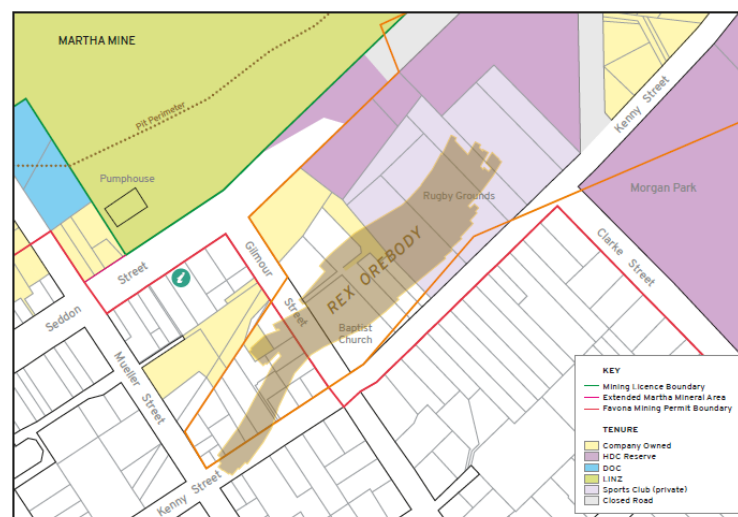 MARTHA MINE
Pit Perimeter
Pumphouse
Kenny Street
Rugby Grounds
Morgan Park
Clarke Street
Gilmour Street
REX OREBODY
Baptist
Church
Seddon Street
Mueller Street
Kenny Street
KEY
Mining Licence Boundary
Extended Martha Mineral Area
Favona Mining Permit Boundary
TENURE
Company Owned
HDC Reserve
DOC
LINZ
Sports Club (private)
Closed Road